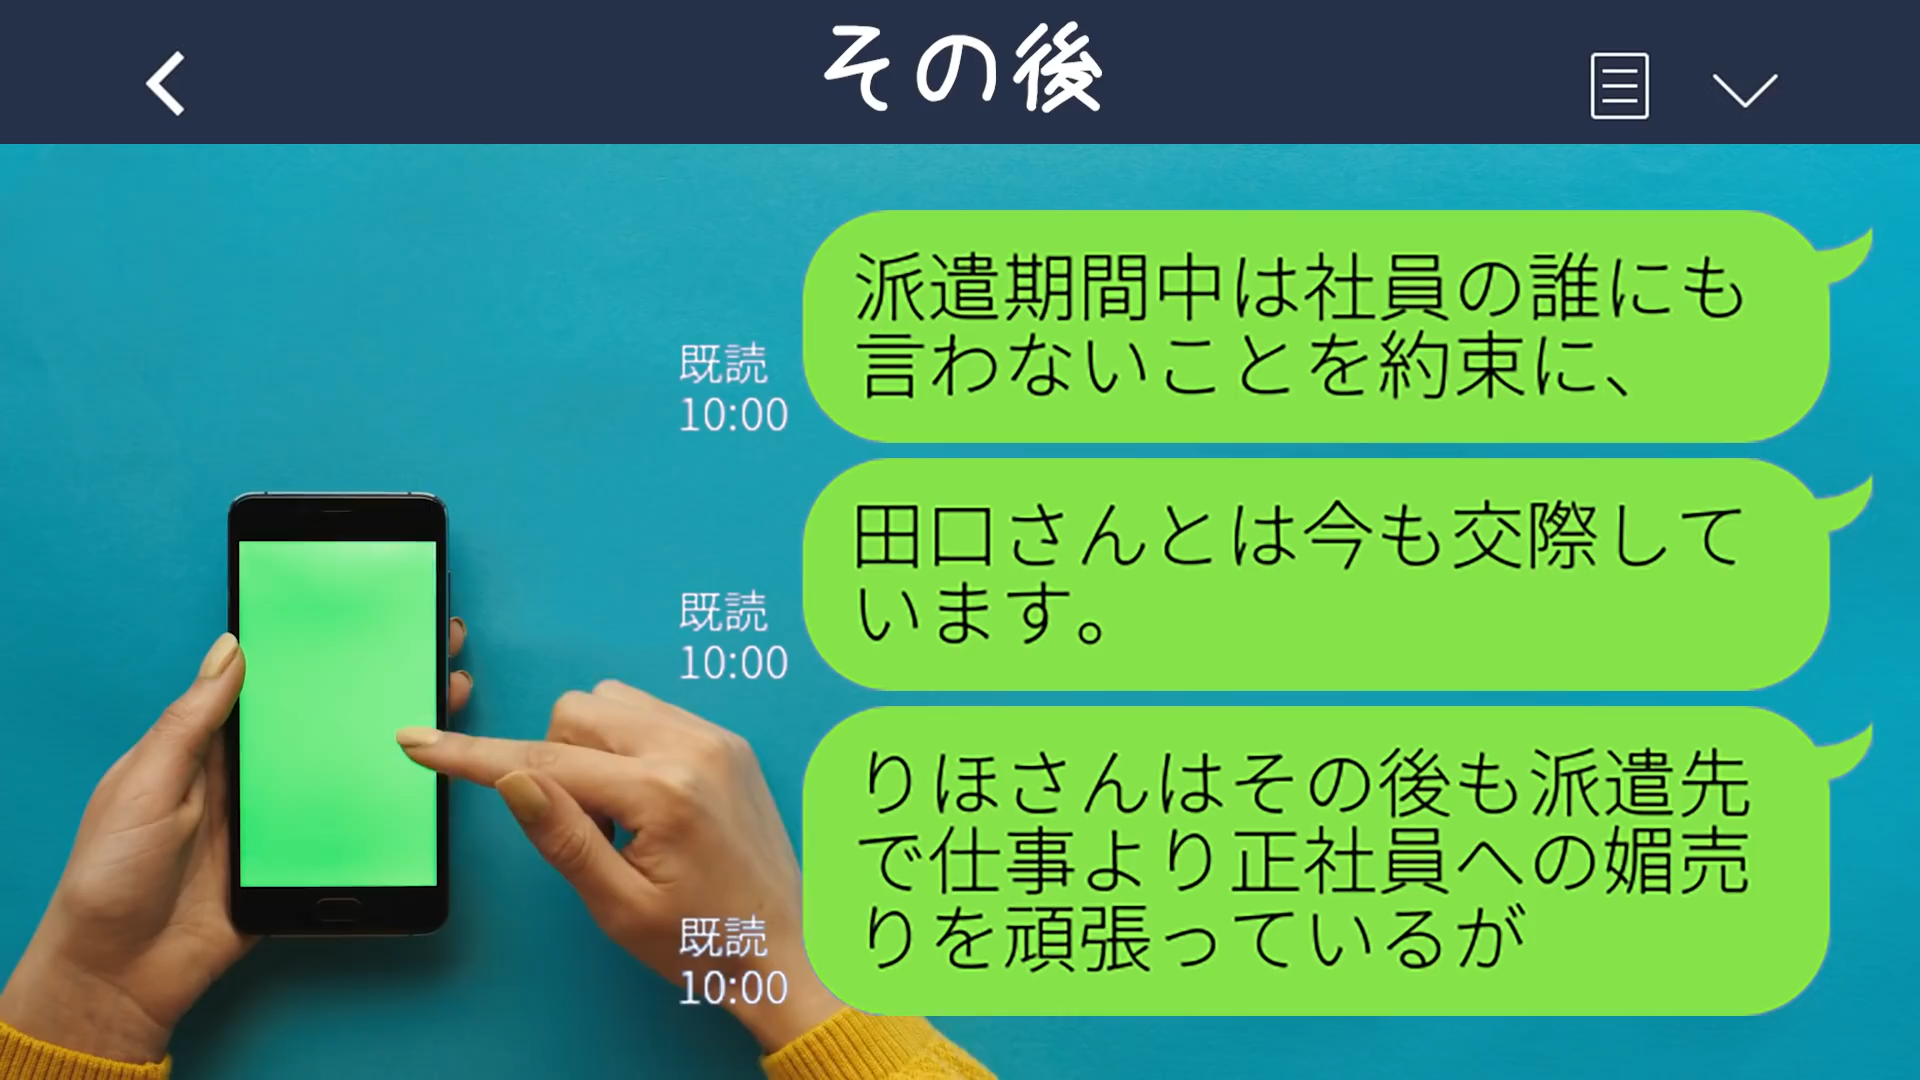 その後
派遣期間中は社員の誰にも
言わないことを約束に、
既読
10:00
田口さんとは今も交際して
います。
既読
10:00
りほさんはその後も派遣先
で仕事より正社員への媚売
りを頑張っているが
既読
10:00